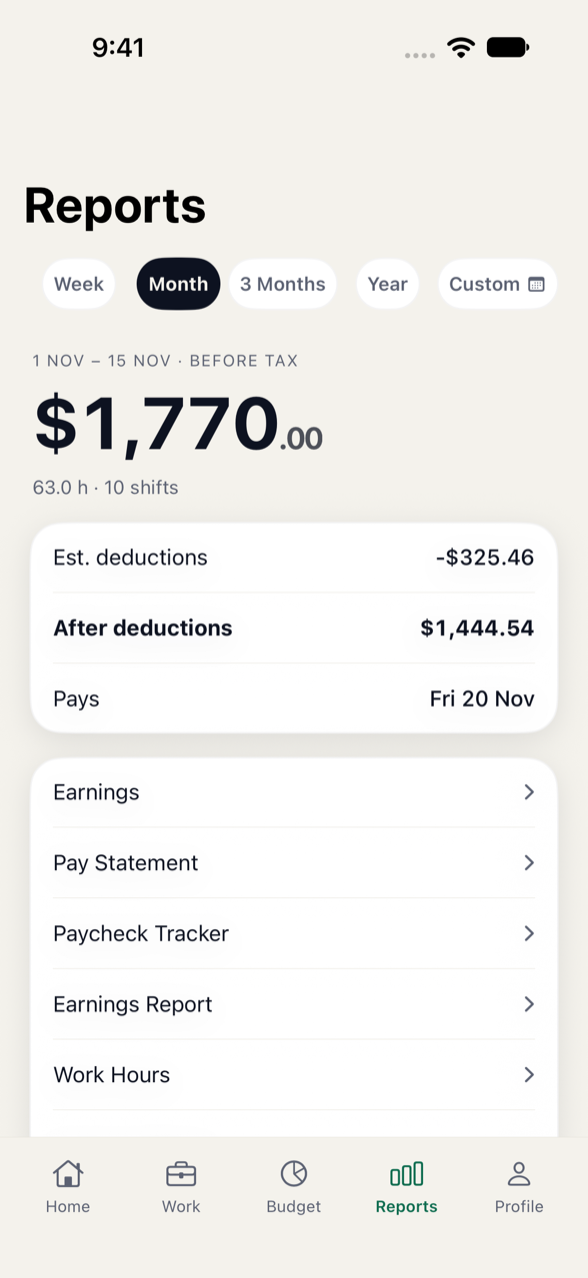 9:41
Reports
Week Month 3 Months Year Custom
1 NOV – 15 NOV · BEFORE TAX
$1,770.00
63.0 h · 10 shifts
Est. deductions -$325.46
After deductions $1,444.54
Pays Fri 20 Nov
Earnings
Pay Statement
Paycheck Tracker
Earnings Report
Work Hours
Home Work Budget Reports Profile